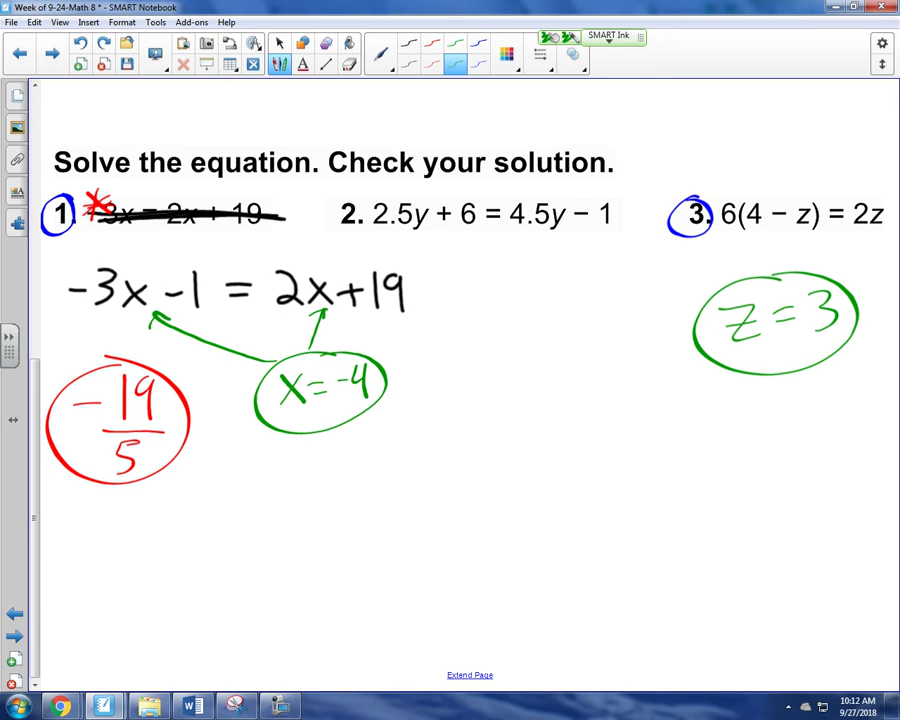 Week of 9-24-Math 8 * - SMART Notebook
File Edit View Insert Format Tools Add-ons Help
SMART Ink
Solve the equation. Check your solution.
1. -3x = 2x + 19
2. 2.5y + 6 = 4.5y − 1
3. 6(4 − z) = 2z
-3x -1 = 2x+19
z = 3
x = -4
- 19
5
Extend Page
10:12 AM
9/27/2018